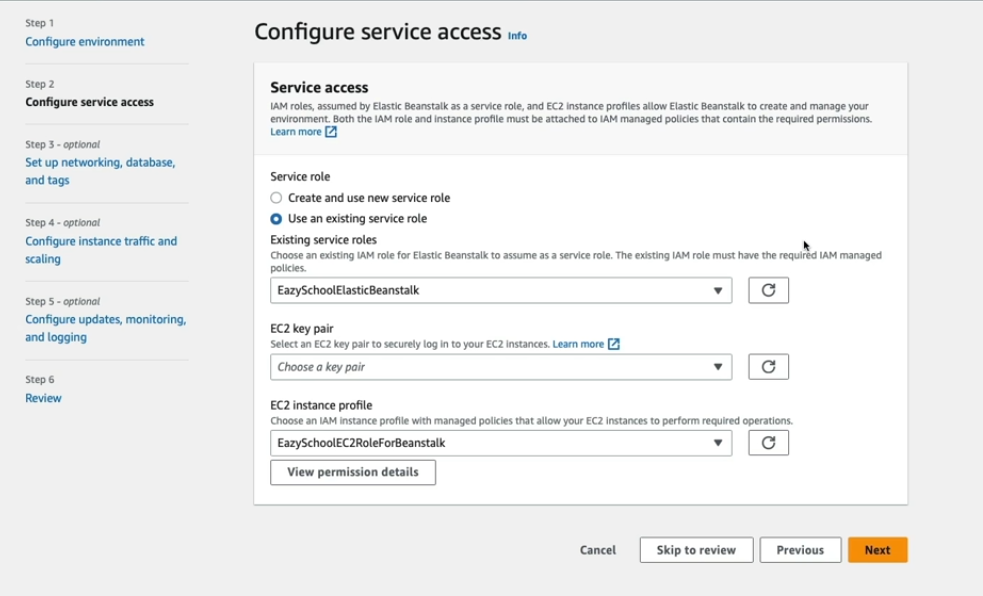 Step 1
Configure environment
Step 2
Configure service access
Step 3 - optional
Set up networking, database,
and tags
Step 4 - optional
Configure instance traffic and
scaling
Step 5 - optional
Configure updates, monitoring,
and logging
Step 6
Review
Configure service access Info
Service access
IAM roles, assumed by Elastic Beanstalk as a service role, and EC2 instance profiles allow Elastic Beanstalk to create and manage your
environment. Both the IAM role and instance profile must be attached to IAM managed policies that contain the required permissions.
Learn more
Service role
Create and use new service role
Use an existing service role
Existing service roles
Choose an existing IAM role for Elastic Beanstalk to assume as a service role. The existing IAM role must have the required IAM managed
policies.
EazySchoolElasticBeanstalk
EC2 key pair
Select an EC2 key pair to securely log in to your EC2 instances. Learn more
Choose a key pair
EC2 instance profile
Choose an IAM instance profile with managed policies that allow your EC2 instances to perform required operations.
EazySchoolEC2RoleForBeanstalk
View permission details
Cancel
Skip to review
Previous
Next